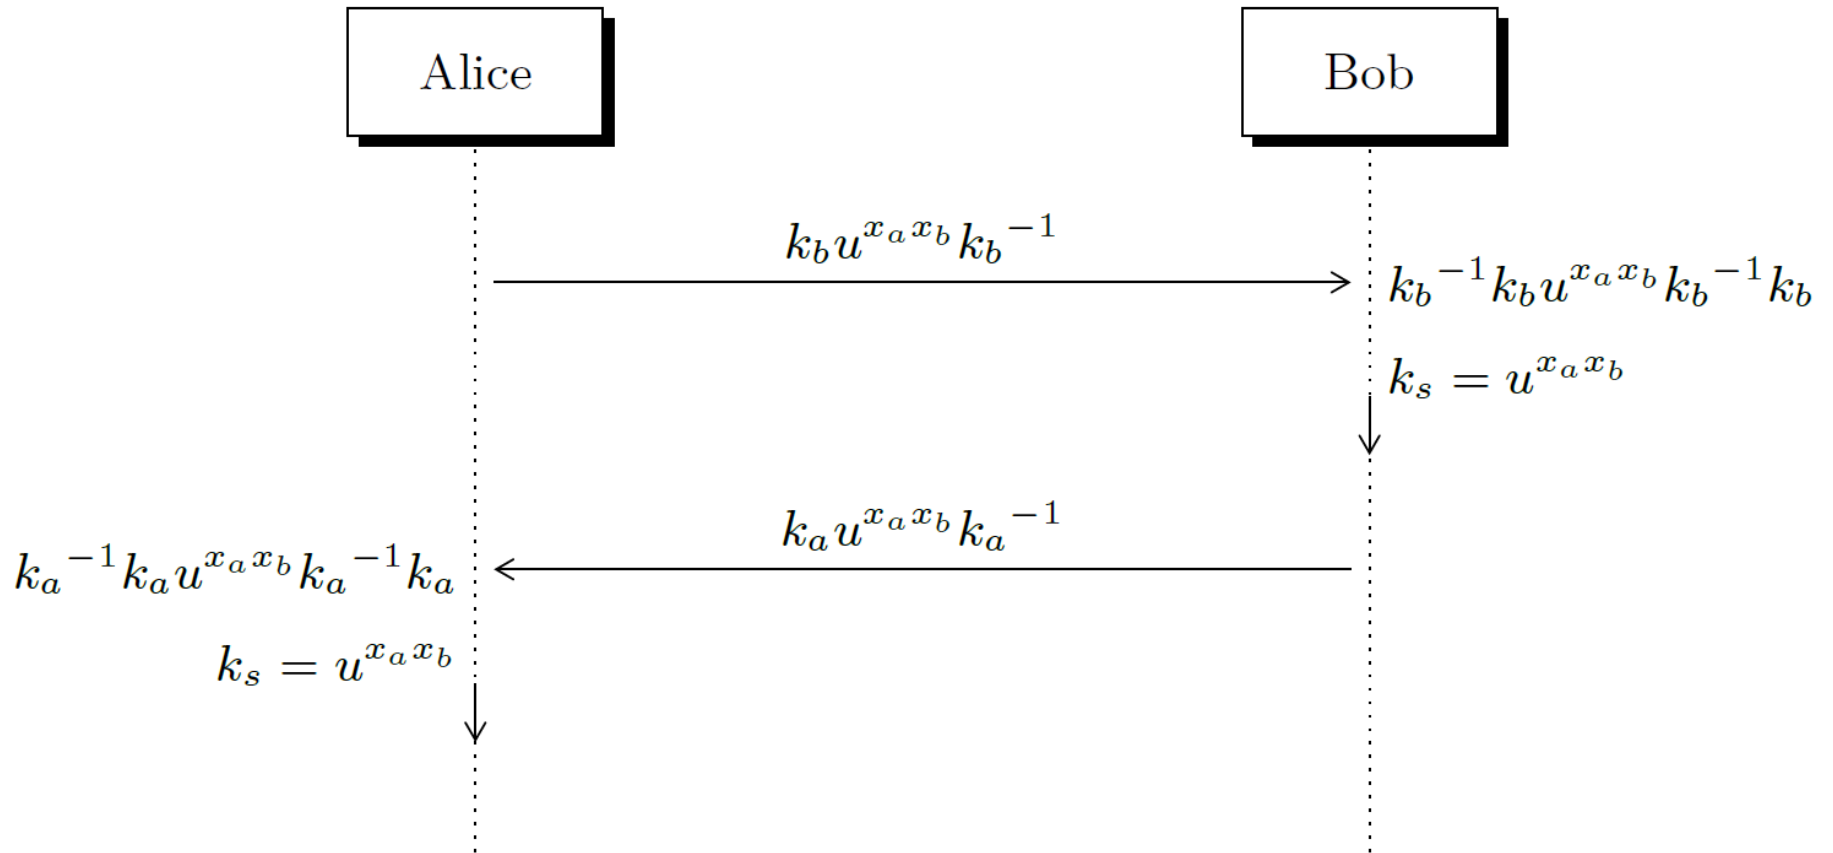 Alice
Bob
$k_b u^{x_a x_b} {k_b}^{-1}$
${k_b}^{-1} k_b u^{x_a x_b} {k_b}^{-1} k_b$
$k_s = u^{x_a x_b}$
$k_a u^{x_a x_b} {k_a}^{-1}$
${k_a}^{-1} k_a u^{x_a x_b} {k_a}^{-1} k_a$
$k_s = u^{x_a x_b}$